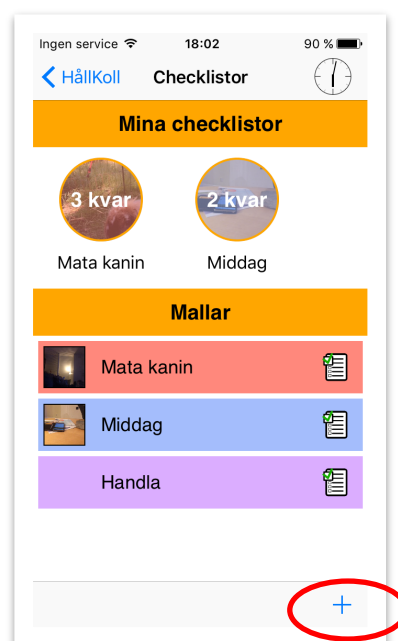 Ingen service 18:02 90 %
HållKoll Checklistor
Mina checklistor
3 kvar 2 kvar
Mata kanin Middag
Mallar
Mata kanin
Middag
Handla